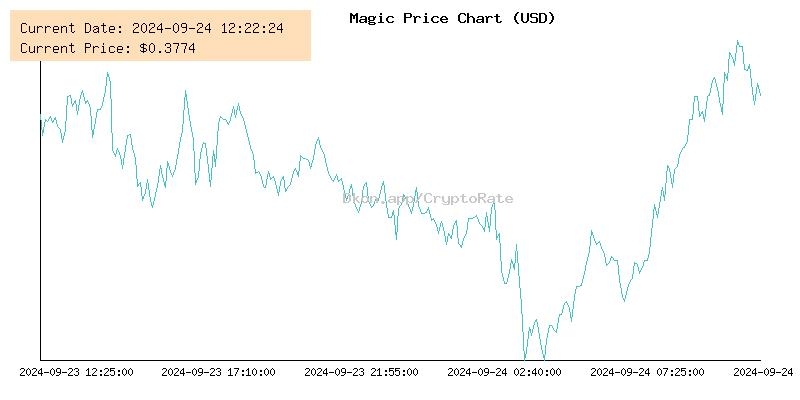 Magic Price Chart (USD)
Current Date: 2024-09-24 12:22:24
Current Price: $0.3774
Dkon.app/CryptoRate
2024-09-23 12:25:00 2024-09-23 17:10:00 2024-09-23 21:55:00 2024-09-24 02:40:00 2024-09-24 07:25:00 2024-09-24